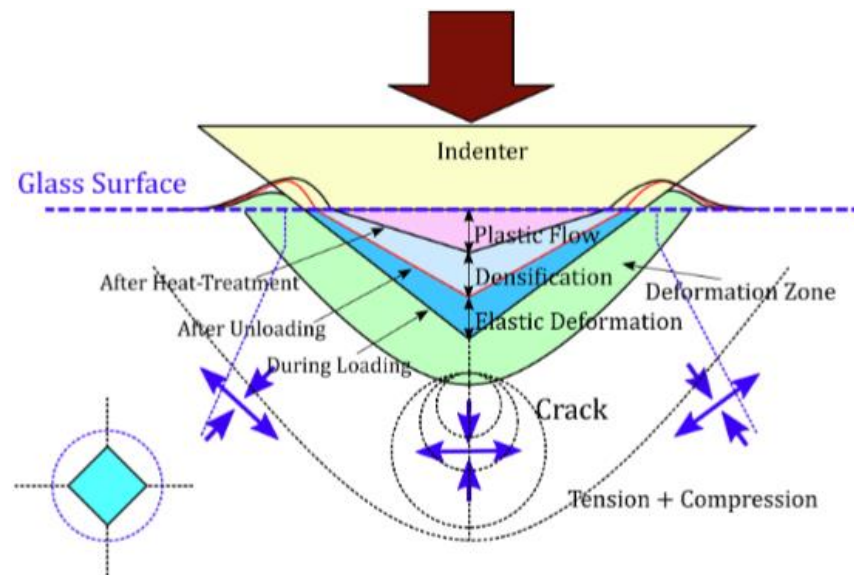 Indenter
Glass Surface
Plastic Flow
After Heat-Treatment
Densification
Deformation Zone
After Unloading
Elastic Deformation
During Loading
Crack
Tension + Compression